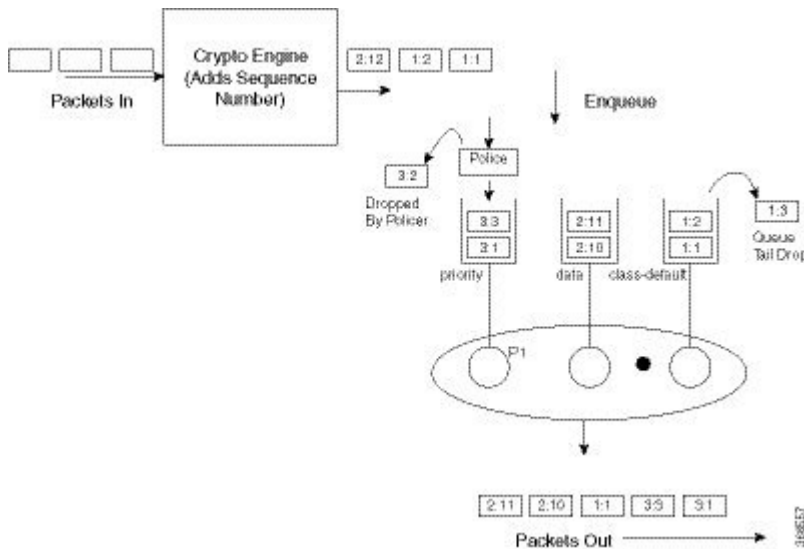 Crypto Engine
(Adds Sequence
Number)
2:12 1:2 1:1
Packets In
Enqueue
Police
3:2
Dropped
By Policer
3:3
3:1
priority
2:11
2:10
data
1:2
1:1
class-default
1:3
Queue
Tail Drop
P1
2:11 2:10 1:1 3:3 3:1
Packets Out